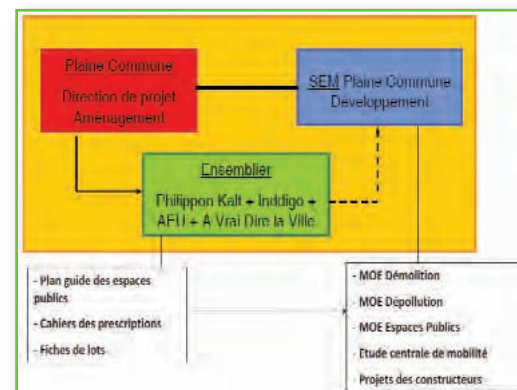 Plaine Commune
Direction de projet
Aménagement
SEM Plaine Commune
Développement
Ensemblier
Philippon Kalt + Inddigo +
AEU + A Vrai Dire la Ville
- Plan guide des espaces
publics
- Cahiers des prescriptions
- Fiches de lots
- MOE Démolition
- MOE Dépollution
- MOE Espaces Publics
- Etude centrale de mobilité
- Projets des constructeurs